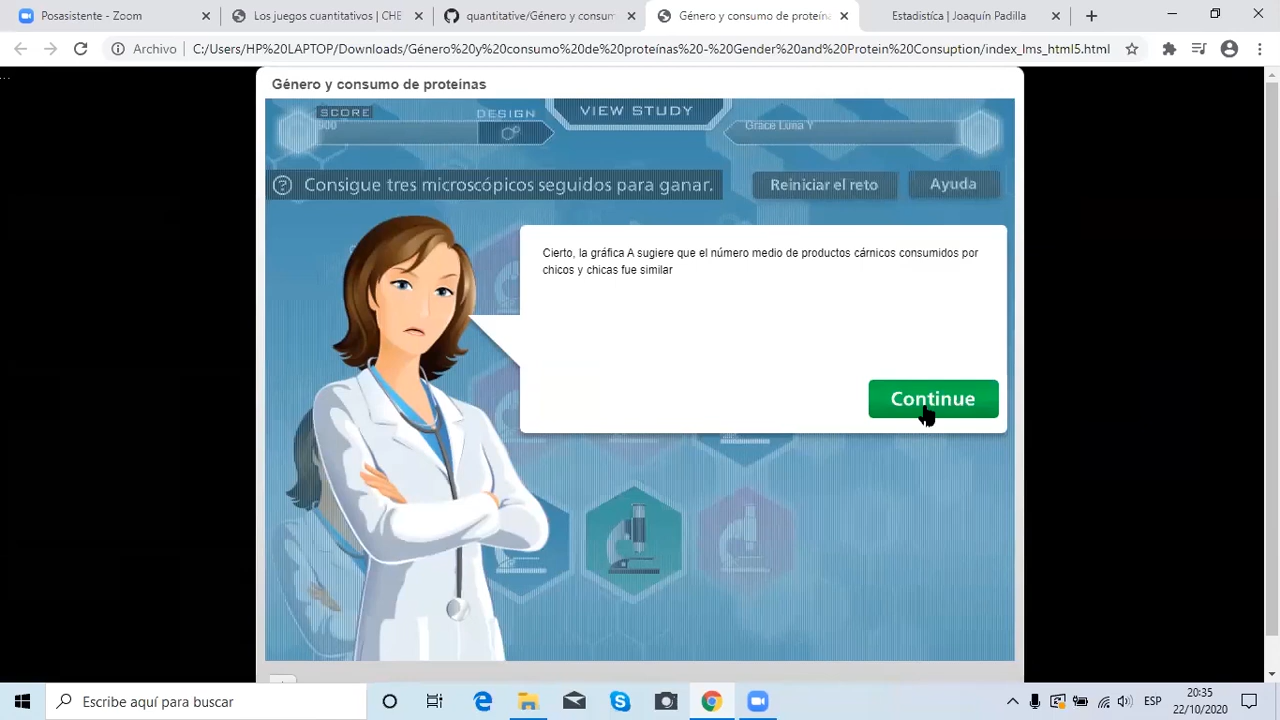 Posasistente - Zoom
Los juegos cuantitativos | CHE
quantitative/Género y consum
Género y consumo de proteína
Estadistíca | Joaquín Padilla
Archivo
C:/Users/HP%20LAPTOP/Downloads/Género%20y%20consumo%20de%20proteínas%20-%20Gender%20and%20Protein%20Consuption/index_lms_html5.html
...
Género y consumo de proteínas
SCORE
DESIGN
VIEW STUDY
Grace Luna Y
Consigue tres microscópicos seguidos para ganar.
Reiniciar el reto
Ayuda
Cierto, la gráfica A sugiere que el número medio de productos cárnicos consumidos por
chicos y chicas fue similar
Continue
Escribe aquí para buscar
ESP
20:35
22/10/2020